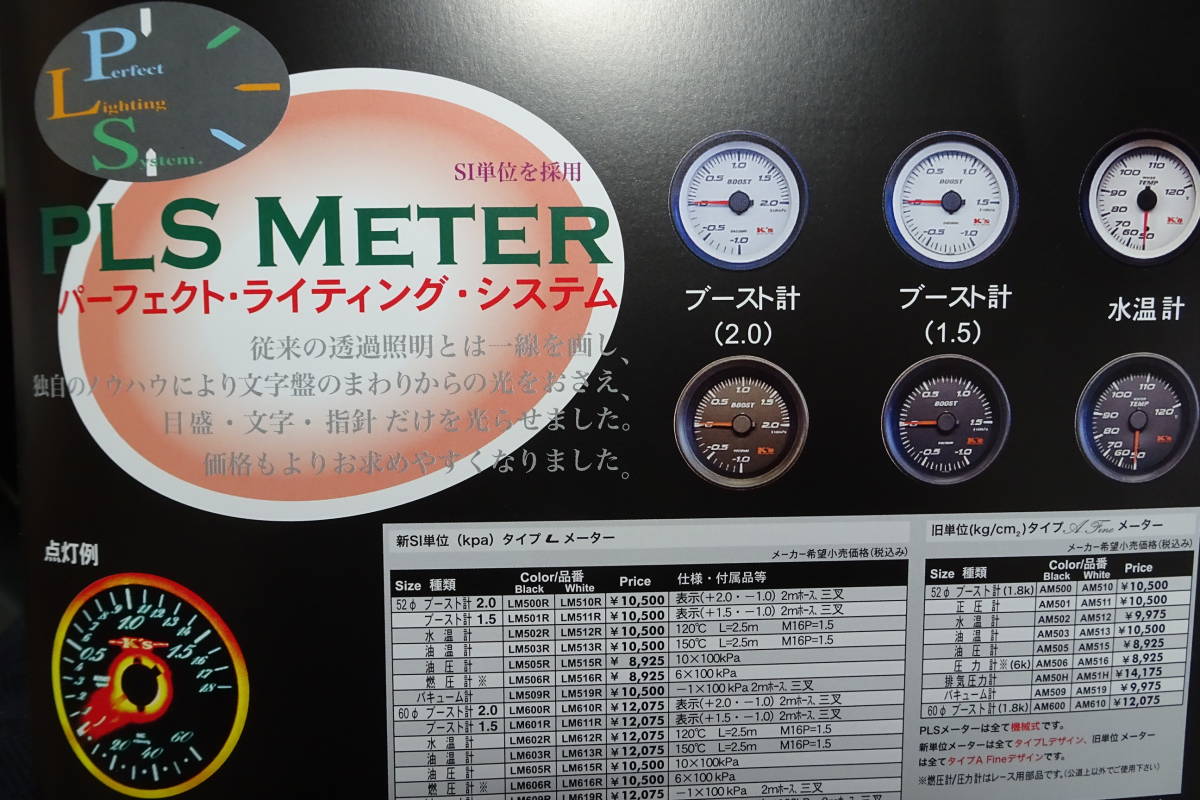 Perfect
Lighting
System.
SI単位を採用
PLS METER
パーフェクト・ライティング・システム
従来の透過照明とは一線を画し、
独自のノウハウにより文字盤のまわりからの光をおさえ、
目盛・文字・指針だけを光らせました。
価格もよりお求めやすくなりました。
ブースト計
(2.0)
ブースト計
(1.5)
水温計
点灯例
新SI単位（kpa）タイプ L メーター
メーカー希望小売価格(税込み)
Size 種類 Color/品番 Price 仕様・付属品等
Black White
52φ ブースト計 2.0 LM500R LM510R ¥10,500 表示(+2.0・-1.0) 2mホース、三叉
ブースト計 1.5 LM501R LM511R ¥10,500 表示(+1.5・-1.0) 2mホース、三叉
水温計 LM502R LM512R ¥10,500 120℃ L=2.5m M16P=1.5
油温計 LM503R LM513R ¥10,500 150℃ L=2.5m M16P=1.5
油圧計 LM505R LM515R ¥8,925 10×100kPa
燃圧計※ LM506R LM516R ¥8,925 6×100kPa
バキューム計 LM509R LM519R ¥10,500 -1×100kPa 2mホース、三叉
60φ ブースト計 2.0 LM600R LM610R ¥12,075 表示(+2.0・-1.0) 2mホース、三叉
ブースト計 1.5 LM601R LM611R ¥12,075 表示(+1.5・-1.0) 2mホース、三叉
水温計 LM602R LM612R ¥12,075 120℃ L=2.5m M16P=1.5
油温計 LM603R LM613R ¥12,075 150℃ L=2.5m M16P=1.5
油圧計 LM605R LM615R ¥10,500 10×100kPa
燃圧計※ LM606R LM616R ¥10,500 6×100kPa
LM609R LM619R ¥12,075 -1×100kPa 2mホース、三叉
旧単位(kg/cm2)タイプ A Fine メーター
メーカー希望小売価格(税込み)
Size 種類 Color/品番 Price
Black White
52φ ブースト計(1.8k) AM500 AM510 ¥10,500
正圧計 AM501 AM511 ¥10,500
水温計 AM502 AM512 ¥9,975
油温計 AM503 AM513 ¥10,500
油圧計 AM505 AM515 ¥8,925
圧力計※(6k) AM506 AM516 ¥8,925
排気圧力計 AM50H AM51H ¥14,175
バキューム計 AM509 AM519 ¥9,975
60φ ブースト計(1.8k) AM600 AM610 ¥12,075
PLSメーターは全て機械式です。
新単位メーターは全てタイプLデザイン、旧単位メーター
は全てタイプA Fineデザインです。
※燃圧計/圧力計はレース用部品です。(公道上以外でご使用下さい)